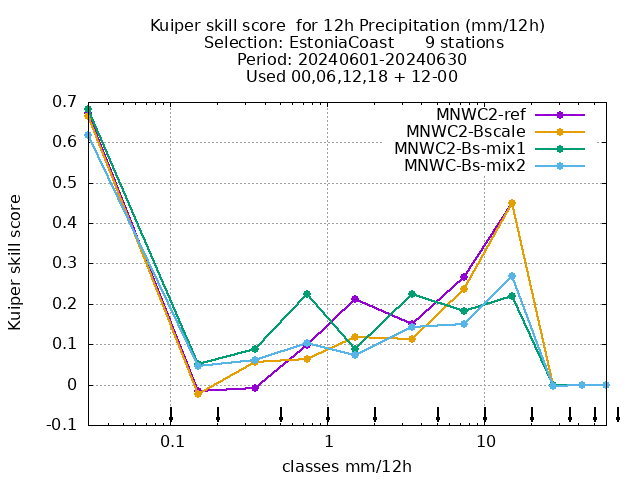 Kuiper skill score  for 12h Precipitation (mm/12h)
Selection: EstoniaCoast      9 stations
Period: 20240601-20240630
Used 00,06,12,18 + 12-00
MNWC2-ref
MNWC2-Bscale
MNWC2-Bs-mix1
MNWC-Bs-mix2
Kuiper skill score
0.7
0.6
0.5
0.4
0.3
0.2
0.1
0
-0.1
0.1 1 10
classes mm/12h